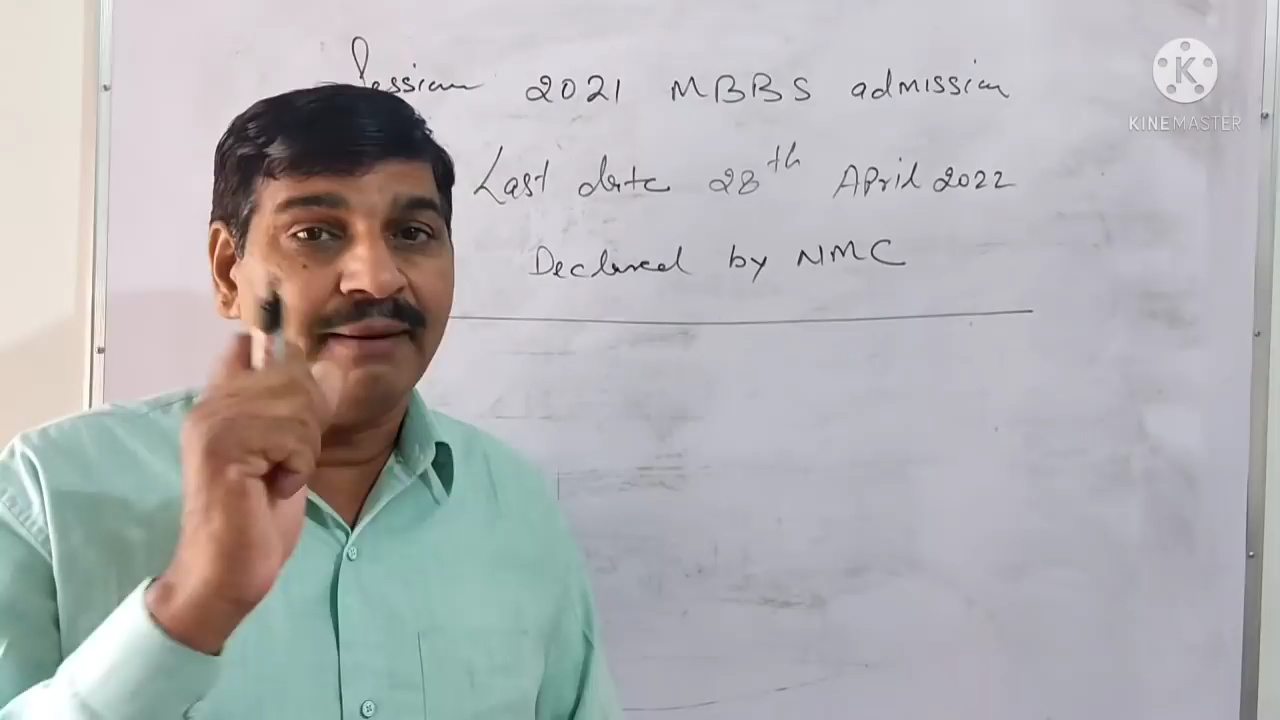 Session 2021 MBBS admission
Last date 28th April 2022
Declared by NMC
K
KINEMASTER